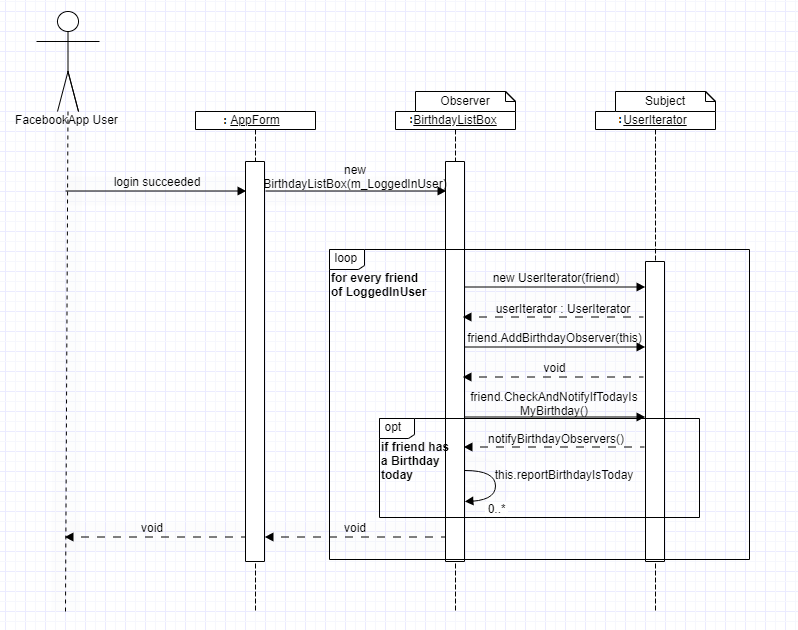 Observer
Subject
FacebookApp User
: AppForm
:BirthdayListBox
:UserIterator
login succeeded
new
BirthdayListBox(m_LoggedInUser)
loop
for every friend
of LoggedInUser
new UserIterator(friend)
userIterator : UserIterator
friend.AddBirthdayObserver(this)
void
friend.CheckAndNotifyIfTodayIs
MyBirthday()
opt
if friend has
a Birthday
today
notifyBirthdayObservers()
this.reportBirthdayIsToday
0..*
void
void